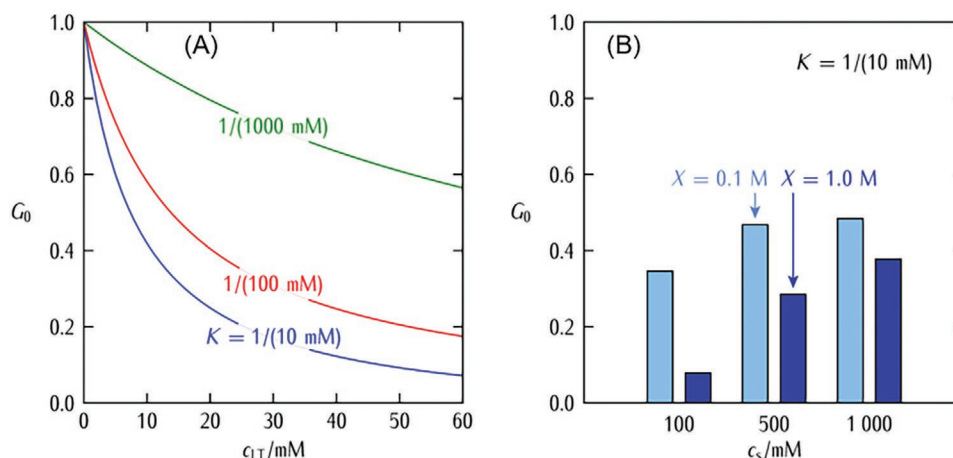 (A)
1.0
0.8
0.6
0.4
0.2
0.0
G₀
1/(1000 mM)
1/(100 mM)
K = 1/(10 mM)
0 10 20 30 40 50 60
c_LT/mM
(B)
1.0
0.8
0.6
0.4
0.2
0.0
G₀
K = 1/(10 mM)
X = 0.1 M X = 1.0 M
100 500 1 000
c_s/mM